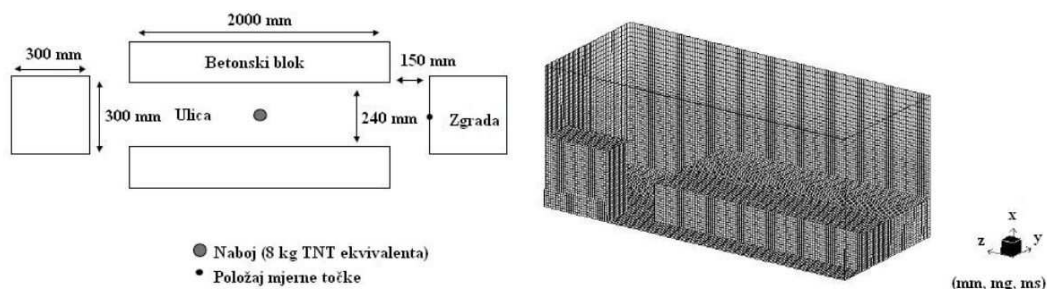 2000 mm
300 mm
Betonski blok
150 mm
300 mm
Ulica
240 mm
Zgrada
Naboj (8 kg TNT ekvivalenta)
Položaj mjerne točke
x
z
y
(mm, mg, ms)